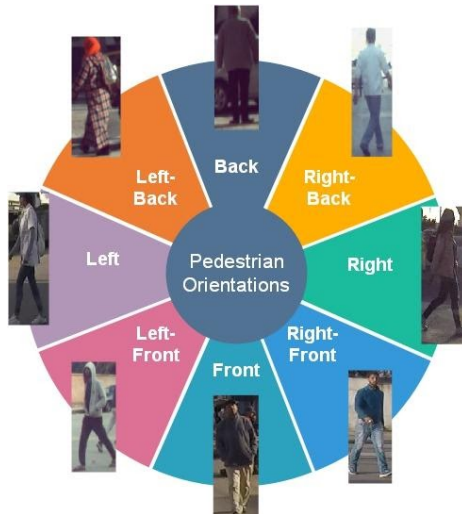 Back
Left-
Back
Right-
Back
Left
Pedestrian
Orientations
Right
Left-
Front
Front
Right-
Front